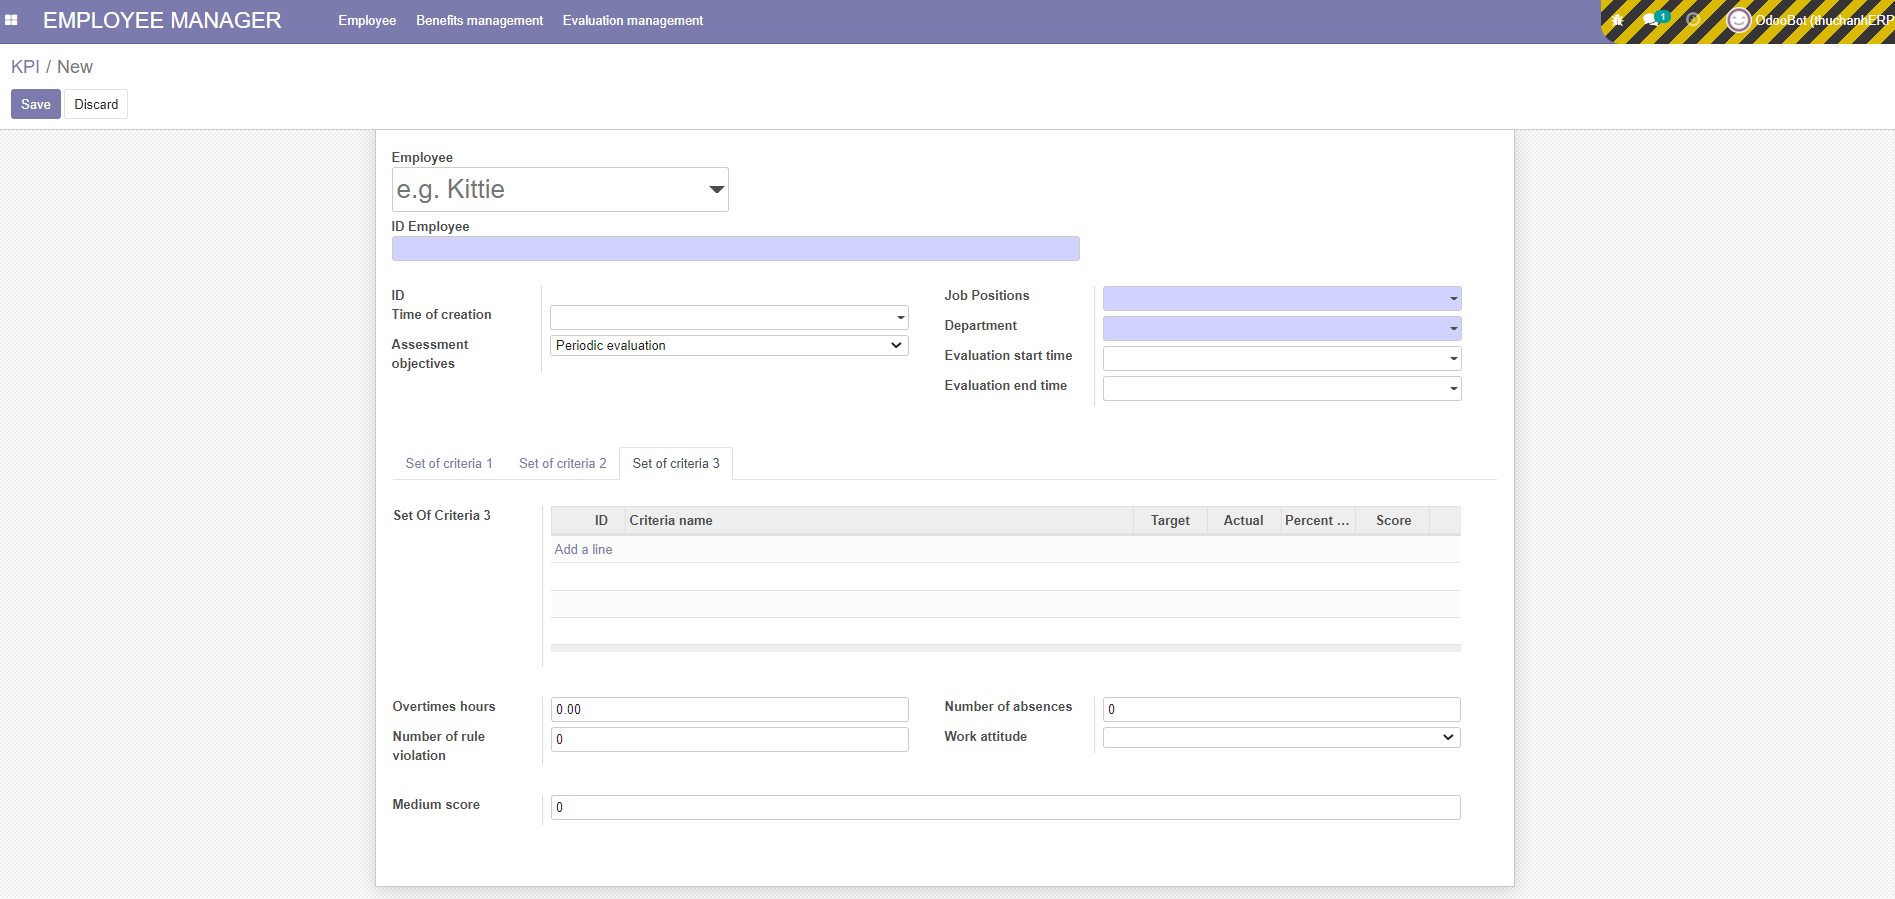 EMPLOYEE MANAGER Employee Benefits management Evaluation management 1 OdooBot (thuchanhERP
KPI / New
Save Discard
Employee
e.g. Kittie
ID Employee
ID
Time of creation
Assessment objectives Periodic evaluation
Job Positions
Department
Evaluation start time
Evaluation end time
Set of criteria 1 Set of criteria 2 Set of criteria 3
Set Of Criteria 3
ID Criteria name Target Actual Percent ... Score
Add a line
Overtimes hours 0.00
Number of rule violation 0
Number of absences 0
Work attitude
Medium score 0